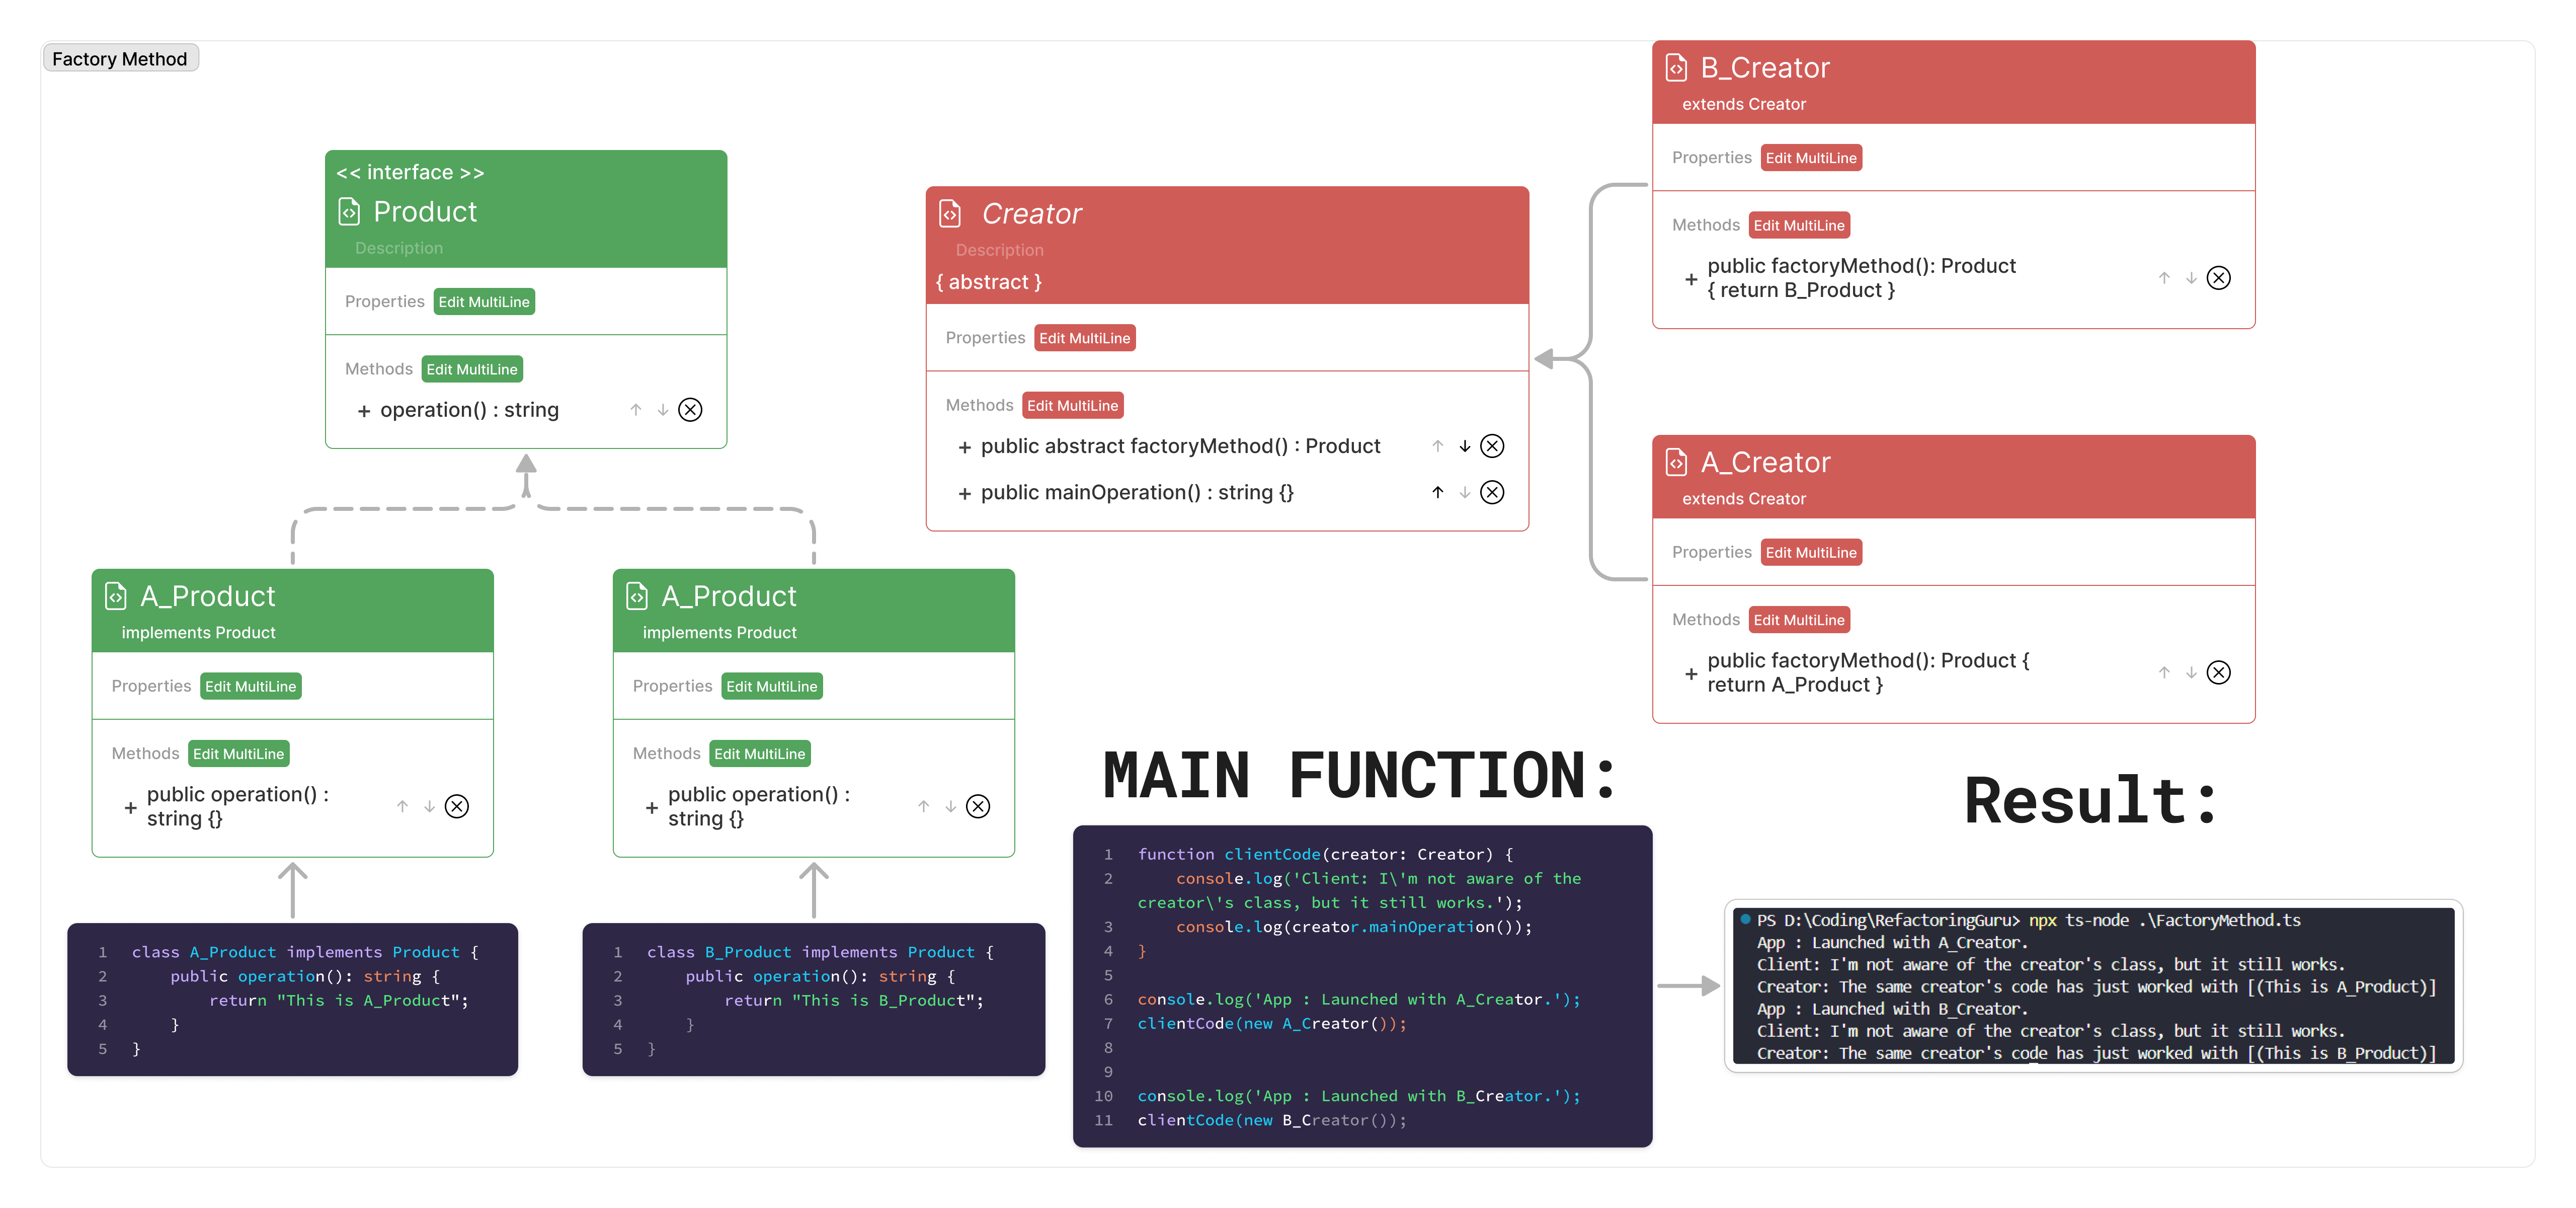 Factory Method
<< interface >>
Product
Description
Properties Edit MultiLine
Methods Edit MultiLine
+ operation() : string
A_Product
implements Product
Properties Edit MultiLine
Methods Edit MultiLine
+ public operation() :
string {}
A_Product
implements Product
Properties Edit MultiLine
Methods Edit MultiLine
+ public operation() :
string {}
1 class A_Product implements Product {
2     public operation(): string {
3         return "This is A_Product";
4     }
5 }
1 class B_Product implements Product {
2     public operation(): string {
3         return "This is B_Product";
4     }
5 }
Creator
Description
{ abstract }
Properties Edit MultiLine
Methods Edit MultiLine
+ public abstract factoryMethod() : Product
+ public mainOperation() : string {}
B_Creator
extends Creator
Properties Edit MultiLine
Methods Edit MultiLine
+ public factoryMethod(): Product
{ return B_Product }
A_Creator
extends Creator
Properties Edit MultiLine
Methods Edit MultiLine
+ public factoryMethod(): Product {
return A_Product }
MAIN FUNCTION:
1 function clientCode(creator: Creator) {
2     console.log('Client: I\'m not aware of the
creator\'s class, but it still works.');
3     console.log(creator.mainOperation());
4 }
5
6 console.log('App : Launched with A_Creator.');
7 clientCode(new A_Creator());
8
9
10 console.log('App : Launched with B_Creator.');
11 clientCode(new B_Creator());
Result:
PS D:\Coding\RefactoringGuru> npx ts-node .\FactoryMethod.ts
App : Launched with A_Creator.
Client: I'm not aware of the creator's class, but it still works.
Creator: The same creator's code has just worked with [(This is A_Product)]
App : Launched with B_Creator.
Client: I'm not aware of the creator's class, but it still works.
Creator: The same creator's code has just worked with [(This is B_Product)]